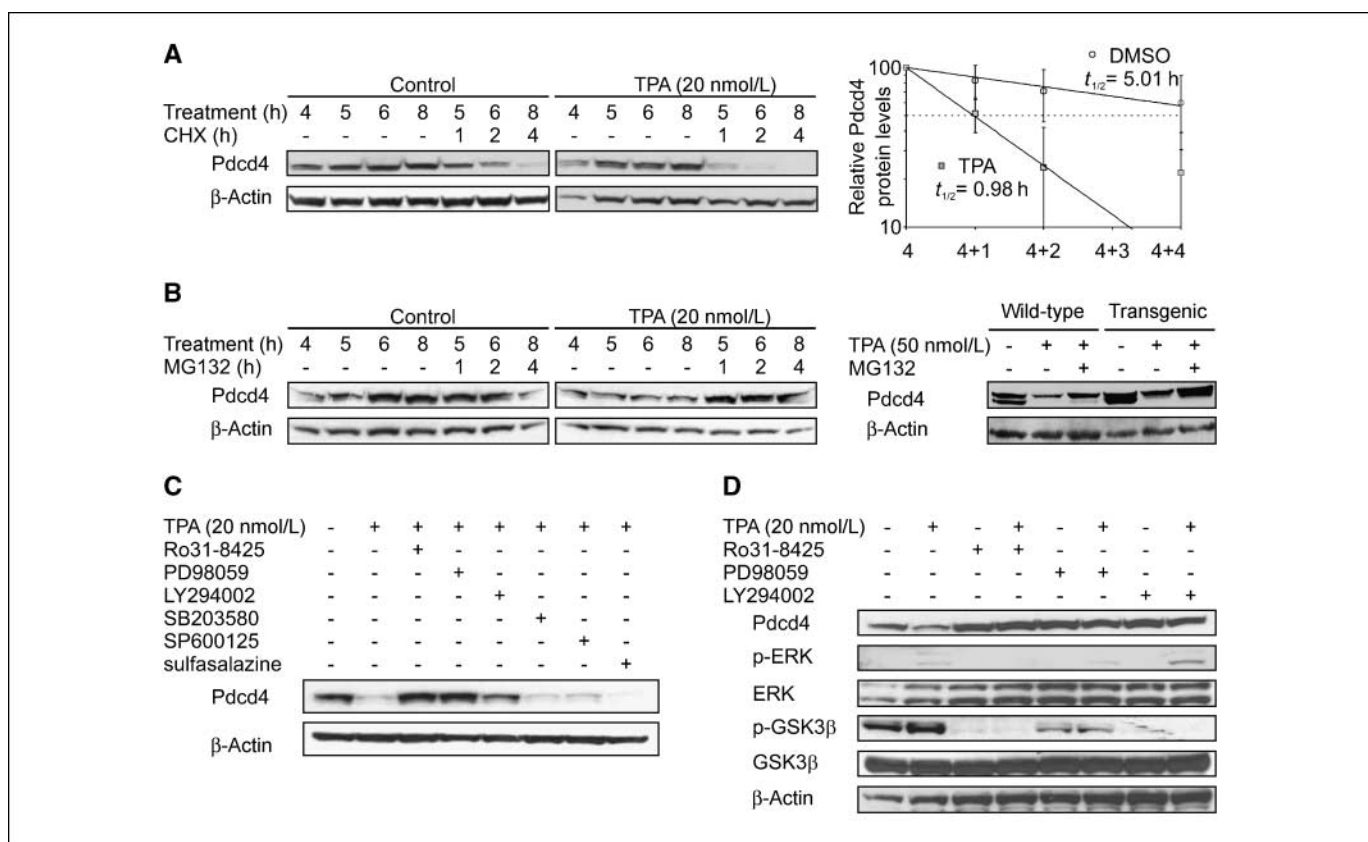 A
Control
TPA (20 nmol/L)
Treatment (h) 4 5 6 8 5 6 8 4 5 6 8 5 6 8
CHX (h) - - - - 1 2 4 - - - - 1 2 4
Pdcd4
β-Actin
Relative Pdcd4
protein levels
100
10
DMSO
t1/2= 5.01 h
TPA
t1/2= 0.98 h
4 4+1 4+2 4+3 4+4
B
Control
TPA (20 nmol/L)
Treatment (h) 4 5 6 8 5 6 8 4 5 6 8 5 6 8
MG132 (h) - - - - 1 2 4 - - - - 1 2 4
Pdcd4
β-Actin
Wild-type Transgenic
TPA (50 nmol/L) - + + - + +
MG132 - - + - - +
Pdcd4
β-Actin
C
TPA (20 nmol/L) - + + + + + + +
Ro31-8425 - - + - - - - -
PD98059 - - - + - - - -
LY294002 - - - - + - - -
SB203580 - - - - - + - -
SP600125 - - - - - - + -
sulfasalazine - - - - - - - +
Pdcd4
β-Actin
D
TPA (20 nmol/L) - + - + - + - +
Ro31-8425 - - + + - - - -
PD98059 - - - - + + - -
LY294002 - - - - - - + +
Pdcd4
p-ERK
ERK
p-GSK3β
GSK3β
β-Actin